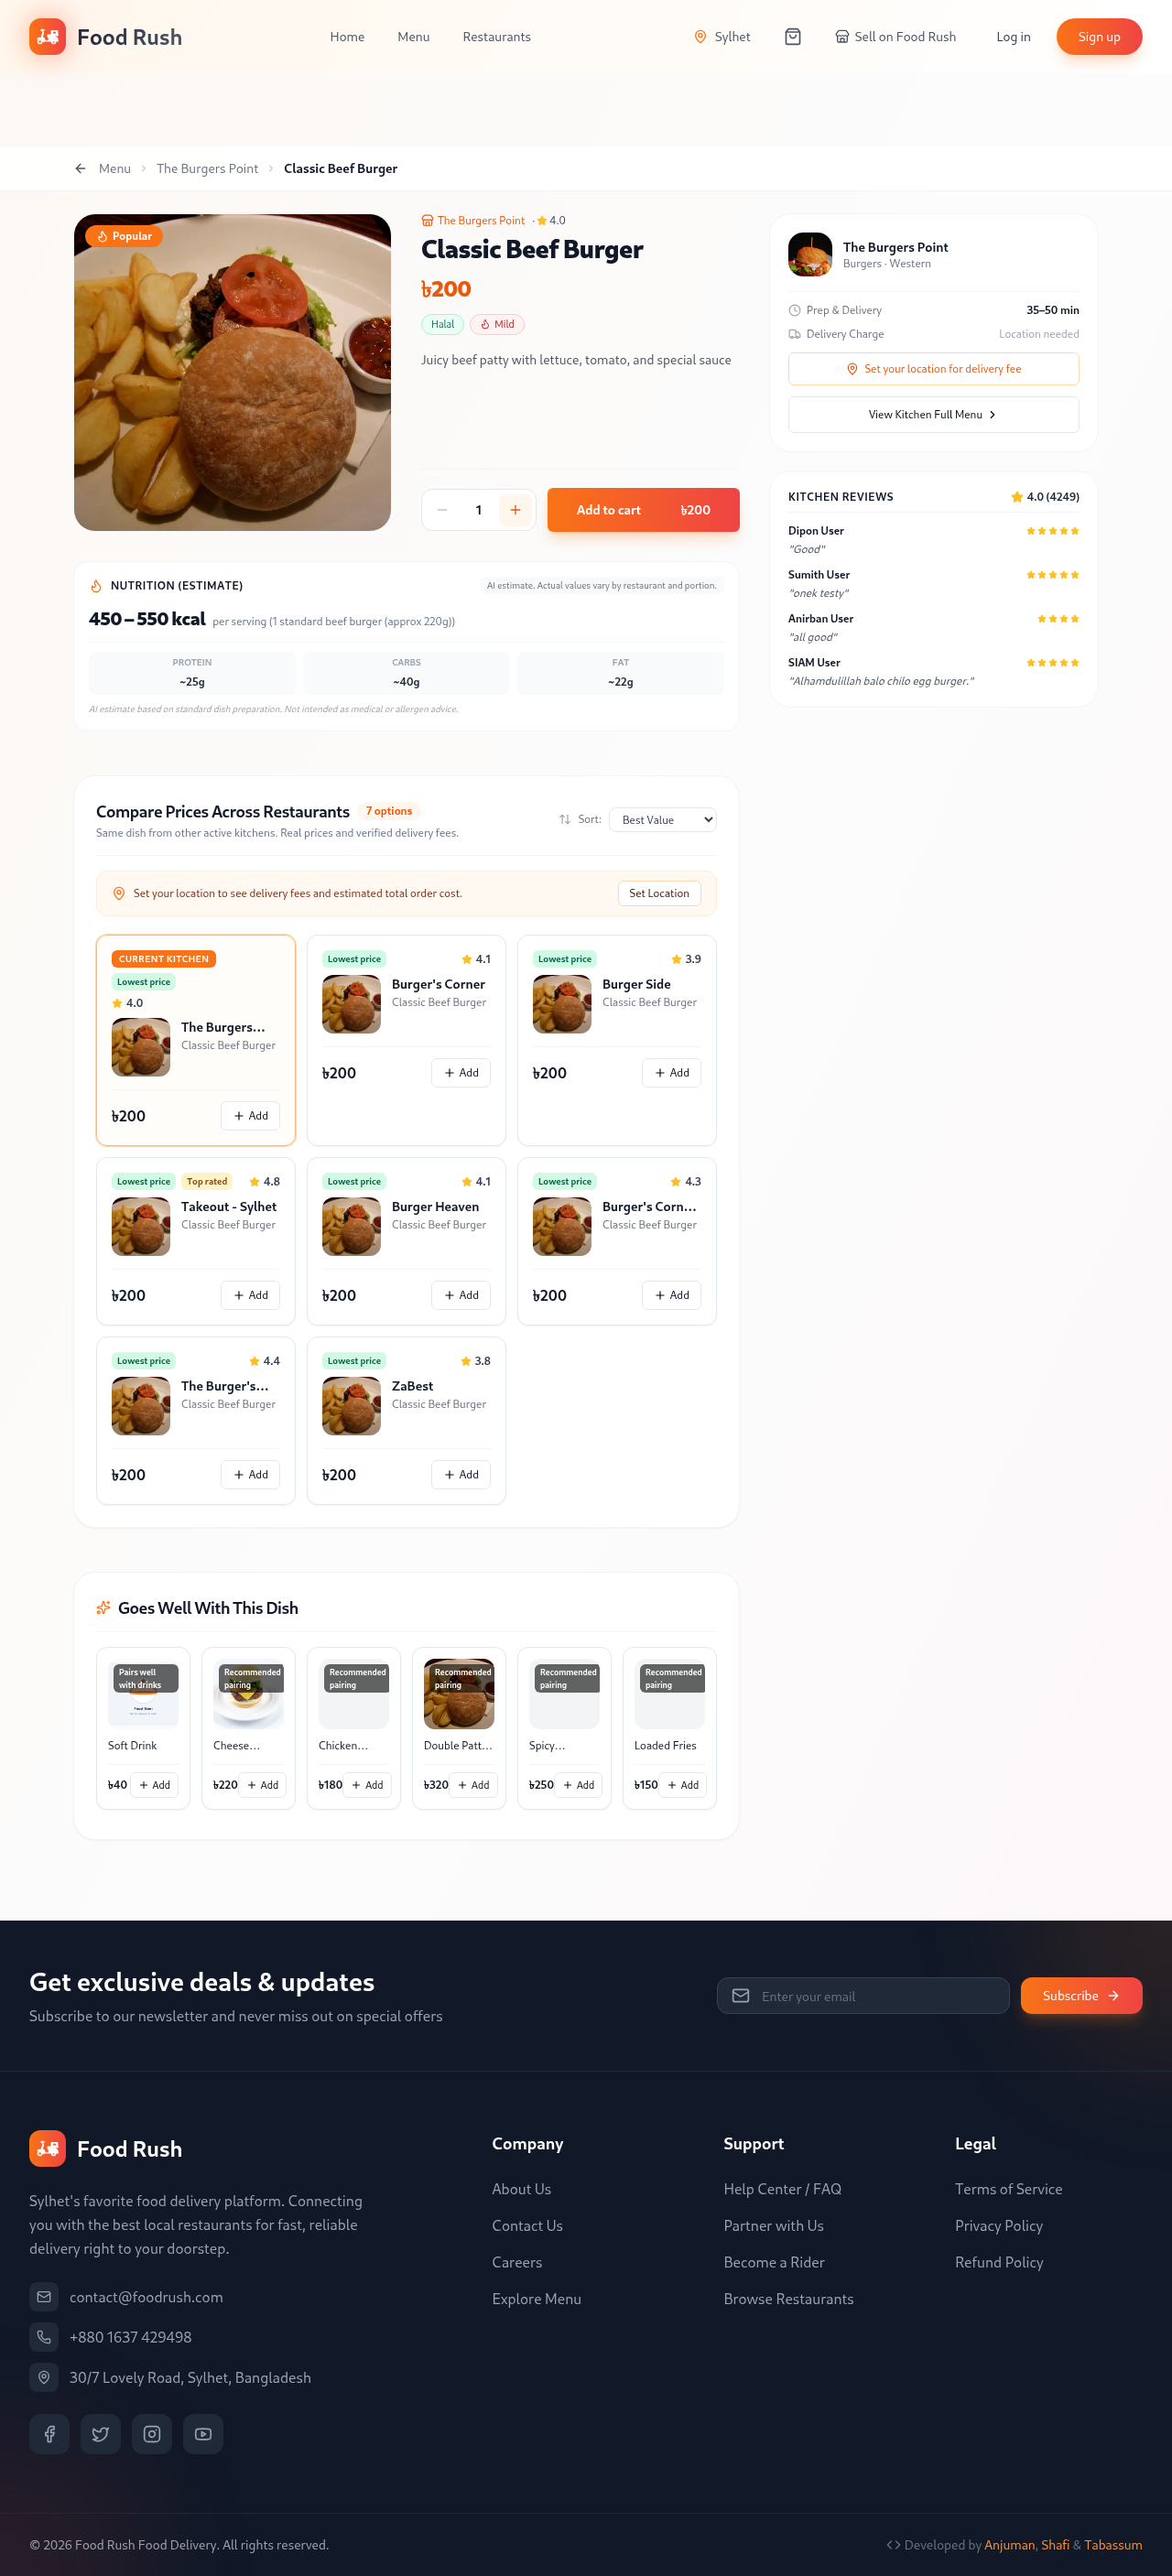 Food Rush
Home
Menu
Restaurants
Sylhet
Sell on Food Rush
Log in
Sign up
Menu
The Burgers Point
Classic Beef Burger
Popular
The Burgers Point · 4.0
Classic Beef Burger
৳200
Halal
Mild
Juicy beef patty with lettuce, tomato, and special sauce
1
Add to cart ৳200
The Burgers Point
Burgers · Western
Prep & Delivery 35–50 min
Delivery Charge Location needed
Set your location for delivery fee
View Kitchen Full Menu
KITCHEN REVIEWS 4.0 (4249)
Dipon User
"Good"
Sumith User
"onek testy"
Anirban User
"all good"
SIAM User
"Alhamdulillah balo chilo egg burger."
NUTRITION (ESTIMATE)
AI estimate. Actual values vary by restaurant and portion.
450 – 550 kcal per serving (1 standard beef burger (approx 220g))
PROTEIN
~25g
CARBS
~40g
FAT
~22g
AI estimate based on standard dish preparation. Not intended as medical or allergen advice.
Compare Prices Across Restaurants 7 options
Same dish from other active kitchens. Real prices and verified delivery fees.
Sort: Best Value
Set your location to see delivery fees and estimated total order cost.
Set Location
CURRENT KITCHEN
Lowest price
4.0
The Burgers...
Classic Beef Burger
৳200
Add
Lowest price 4.1
Burger's Corner
Classic Beef Burger
৳200
Add
Lowest price 3.9
Burger Side
Classic Beef Burger
৳200
Add
Lowest price Top rated 4.8
Takeout - Sylhet
Classic Beef Burger
৳200
Add
Lowest price 4.1
Burger Heaven
Classic Beef Burger
৳200
Add
Lowest price 4.3
Burger's Corn...
Classic Beef Burger
৳200
Add
Lowest price 4.4
The Burger's...
Classic Beef Burger
৳200
Add
Lowest price 3.8
ZaBest
Classic Beef Burger
৳200
Add
Goes Well With This Dish
Pairs well
with drinks
Soft Drink
৳40
Add
Recommended
pairing
Cheese...
৳220
Add
Recommended
pairing
Chicken...
৳180
Add
Recommended
pairing
Double Patt...
৳320
Add
Recommended
pairing
Spicy...
৳250
Add
Recommended
pairing
Loaded Fries
৳150
Add
Get exclusive deals & updates
Subscribe to our newsletter and never miss out on special offers
Enter your email
Subscribe
Food Rush
Sylhet's favorite food delivery platform. Connecting
you with the best local restaurants for fast, reliable
delivery right to your doorstep.
contact@foodrush.com
+880 1637 429498
30/7 Lovely Road, Sylhet, Bangladesh
Company
About Us
Contact Us
Careers
Explore Menu
Support
Help Center / FAQ
Partner with Us
Become a Rider
Browse Restaurants
Legal
Terms of Service
Privacy Policy
Refund Policy
© 2026 Food Rush Food Delivery. All rights reserved.
Developed by Anjuman, Shafi & Tabassum